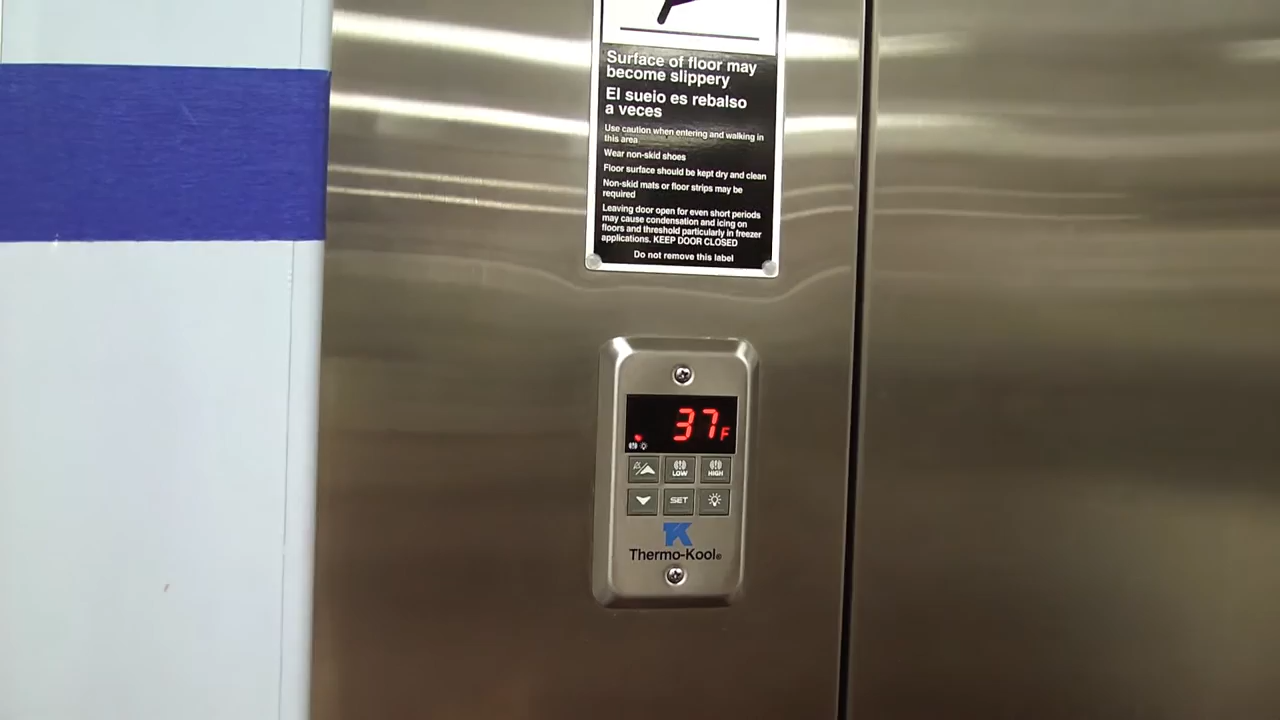 Surface of floor may
become slippery
El sueio es rebalso
a veces
Use caution when entering and walking in
this area
Wear non-skid shoes
Floor surface should be kept dry and clean
Non-skid mats or floor strips may be
required
Leaving door open for even short periods
may cause condensation and icing on
floors and threshold particularly in freezer
applications. KEEP DOOR CLOSED
Do not remove this label
37F
LOW HIGH
SET
TK
Thermo-Kool®